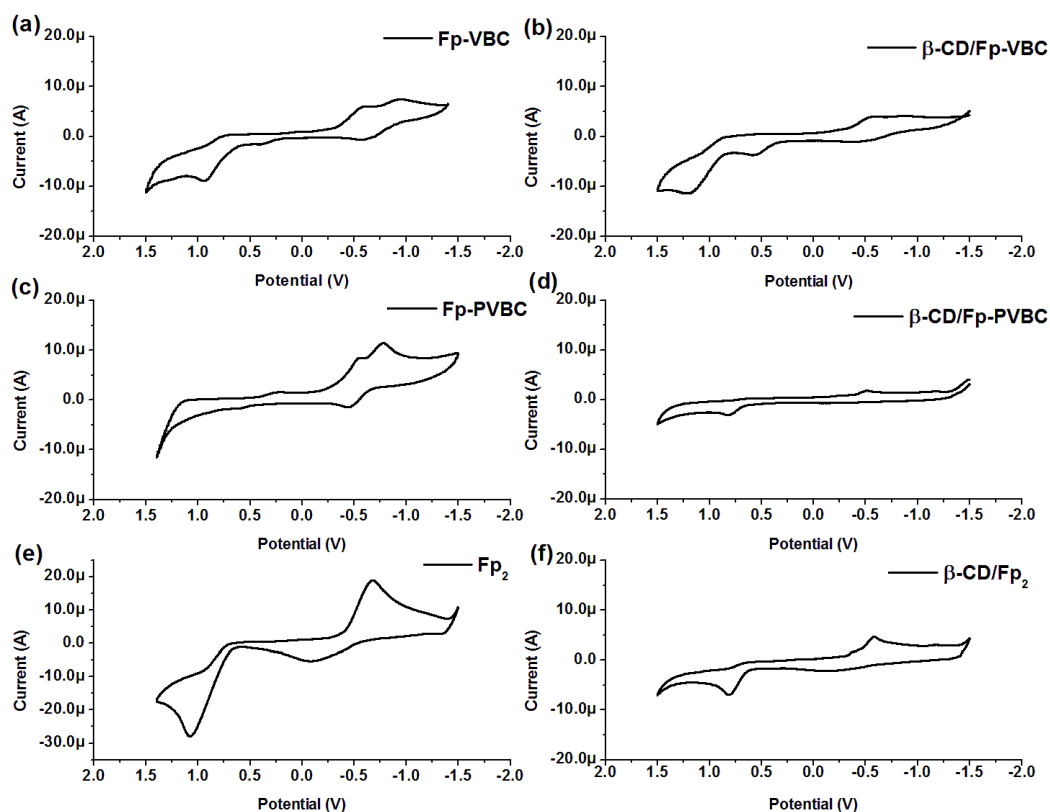 (a)
Fp-VBC
20.0μ
10.0μ
0.0
-10.0μ
-20.0μ
Current (A)
2.0 1.5 1.0 0.5 0.0 -0.5 -1.0 -1.5 -2.0
Potential (V)
(b)
β-CD/Fp-VBC
20.0μ
10.0μ
0.0
-10.0μ
-20.0μ
Current (A)
2.0 1.5 1.0 0.5 0.0 -0.5 -1.0 -1.5 -2.0
Potential (V)
(c)
Fp-PVBC
20.0μ
10.0μ
0.0
-10.0μ
-20.0μ
Current (A)
2.0 1.5 1.0 0.5 0.0 -0.5 -1.0 -1.5 -2.0
Potential (V)
(d)
β-CD/Fp-PVBC
20.0μ
10.0μ
0.0
-10.0μ
-20.0μ
Current (A)
2.0 1.5 1.0 0.5 0.0 -0.5 -1.0 -1.5 -2.0
Potential (V)
(e)
Fp2
20.0μ
10.0μ
0.0
-10.0μ
-20.0μ
-30.0μ
Current (A)
2.0 1.5 1.0 0.5 0.0 -0.5 -1.0 -1.5 -2.0
Potential (V)
(f)
β-CD/Fp2
20.0μ
10.0μ
0.0
-10.0μ
-20.0μ
Current (A)
2.0 1.5 1.0 0.5 0.0 -0.5 -1.0 -1.5 -2.0
Potential (V)